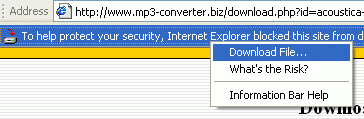 Address http://www.mp3-converter.biz/download.php?id=acoustica-
To help protect your security, Internet Explorer blocked this site from d
Download File...
What's the Risk?
Information Bar Help